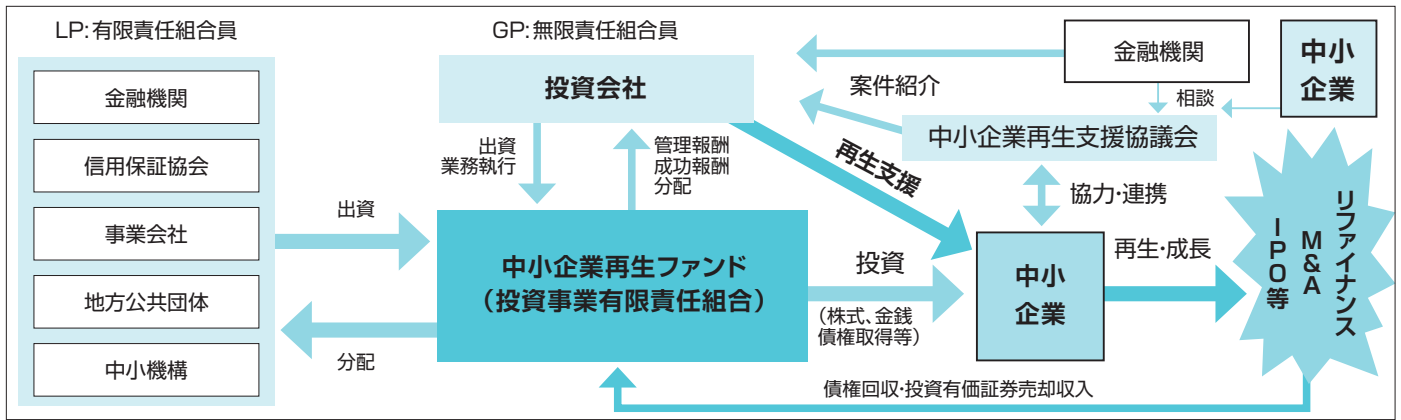 LP:有限責任組合員
金融機関
信用保証協会
事業会社
地方公共団体
中小機構
出資
分配
GP:無限責任組合員
投資会社
出資
業務執行
管理報酬
成功報酬
分配
中小企業再生ファンド
（投資事業有限責任組合）
案件紹介
金融機関
相談
中小
企業
中小企業再生支援協議会
再生支援
協力・連携
投資
（株式、金銭
債権取得等）
中小
企業
再生・成長
リファイナンス
M&A
IPO等
債権回収・投資有価証券売却収入